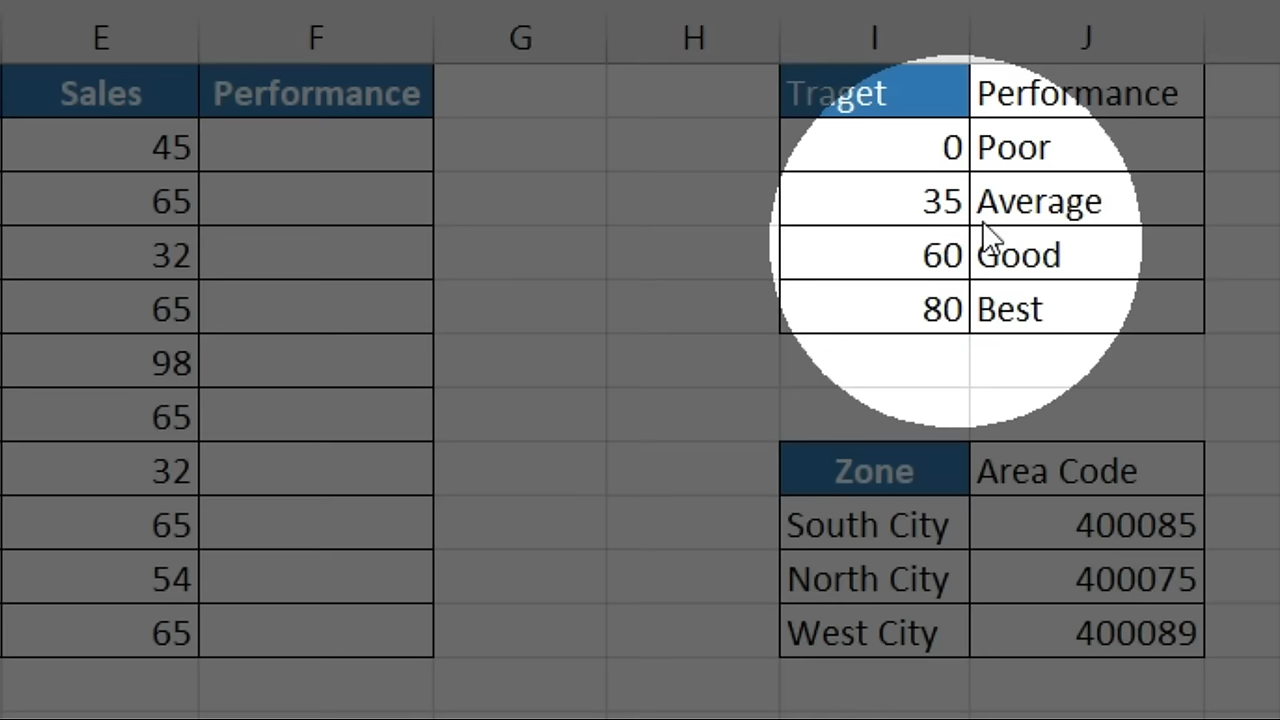 E F G H I J
Sales Performance Traget Performance
45 0 Poor
65 35 Average
32 60 Good
65 80 Best
98
65
32 Zone Area Code
65 South City 400085
54 North City 400075
65 West City 400089